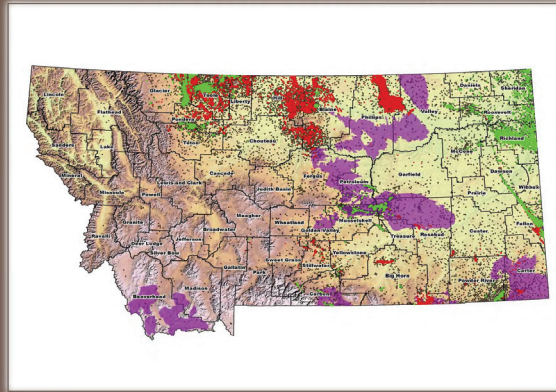 Lincoln
Flathead
Glacier
Toole
Liberty
Blaine
Phillips
Valley
Daniels
Sheridan
Roosevelt
Richland
Sanders
Lake
Pondera
Teton
Chouteau
McCone
Dawson
Wibaux
Mineral
Missoula
Powell
Lewis and Clark
Cascade
Judith Basin
Fergus
Petroleum
Garfield
Prairie
Granite
Ravalli
Deer Lodge
Silver Bow
Jefferson
Broadwater
Meagher
Wheatland
Golden Valley
Musselshell
Treasure
Rosebud
Custer
Fallon
Beaverhead
Madison
Gallatin
Park
Sweet Grass
Stillwater
Carbon
Yellowstone
Big Horn
Powder River
Carter